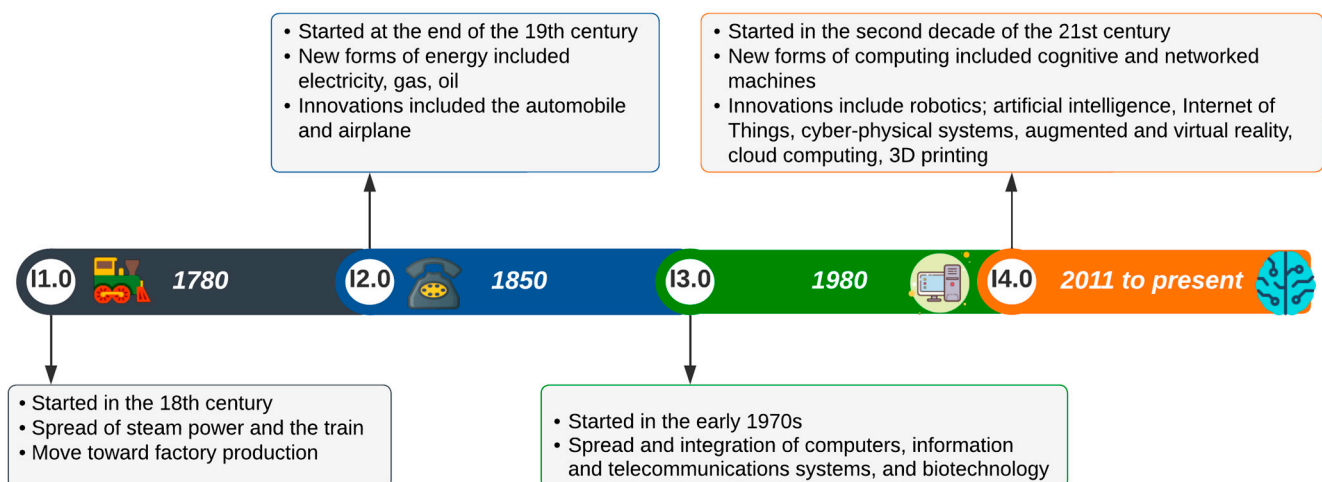 • Started at the end of the 19th century
• New forms of energy included
electricity, gas, oil
• Innovations included the automobile
and airplane
• Started in the second decade of the 21st century
• New forms of computing included cognitive and networked
machines
• Innovations include robotics; artificial intelligence, Internet of
Things, cyber-physical systems, augmented and virtual reality,
cloud computing, 3D printing
I1.0
1780
I2.0
1850
I3.0
1980
I4.0
2011 to present
• Started in the 18th century
• Spread of steam power and the train
• Move toward factory production
• Started in the early 1970s
• Spread and integration of computers, information
and telecommunications systems, and biotechnology